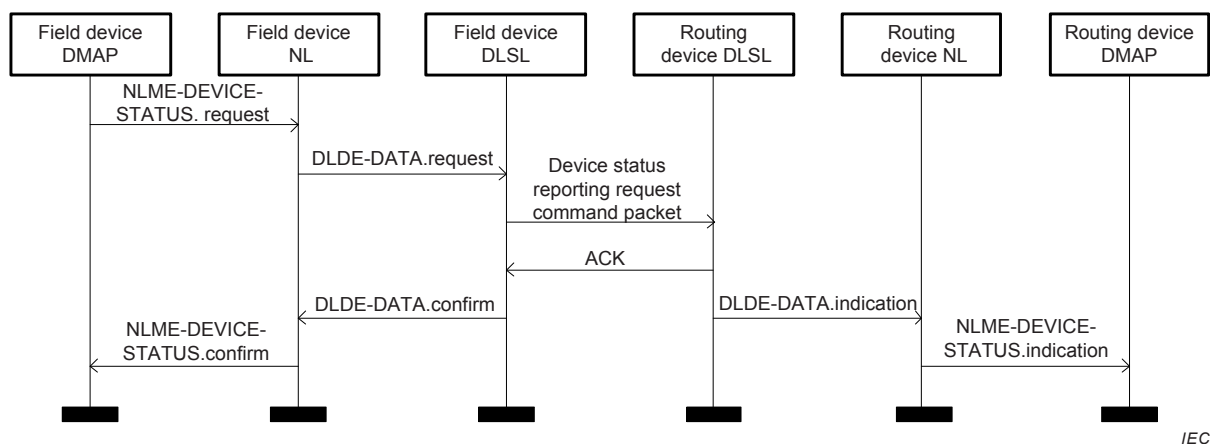 Field device
DMAP
Field device
NL
Field device
DLSL
Routing
device DLSL
Routing
device NL
Routing device
DMAP
NLME-DEVICE-
STATUS. request
DLDE-DATA.request
Device status
reporting request
command packet
ACK
DLDE-DATA.confirm
DLDE-DATA.indication
NLME-DEVICE-
STATUS.confirm
NLME-DEVICE-
STATUS.indication
IEC